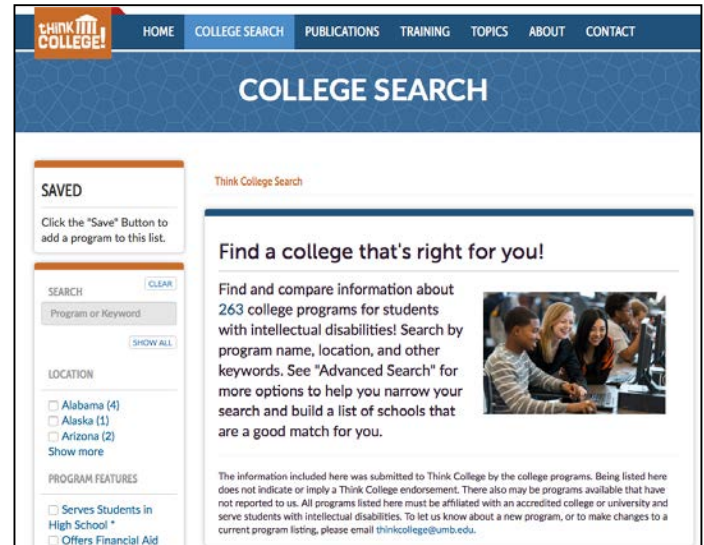 tHiNK
COLLEGE!
HOME COLLEGE SEARCH PUBLICATIONS TRAINING TOPICS ABOUT CONTACT
COLLEGE SEARCH
SAVED
Click the "Save" Button to
add a program to this list.
SEARCH CLEAR
Program or Keyword
SHOW ALL
LOCATION
Alabama (4)
Alaska (1)
Arizona (2)
Show more
PROGRAM FEATURES
Serves Students in
High School *
Offers Financial Aid
Think College Search
Find a college that's right for you!
Find and compare information about
263 college programs for students
with intellectual disabilities! Search by
program name, location, and other
keywords. See "Advanced Search" for
more options to help you narrow your
search and build a list of schools that
are a good match for you.
The information included here was submitted to Think College by the college programs. Being listed here
does not indicate or imply a Think College endorsement. There also may be programs available that have
not reported to us. All programs listed here must be affiliated with an accredited college or university and
serve students with intellectual disabilities. To let us know about a new program, or to make changes to a
current program listing, please email thinkcollege@umb.edu.